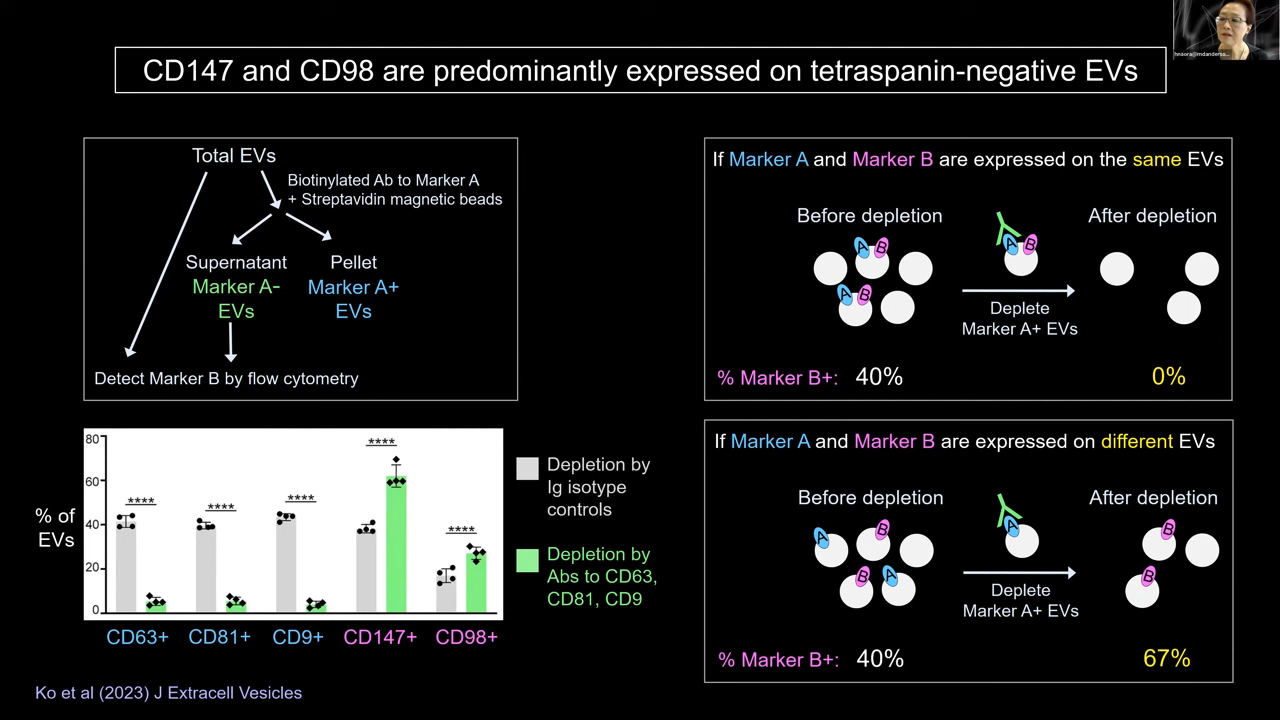 hnaora@mdanderso...
CD147 and CD98 are predominantly expressed on tetraspanin-negative EVs
Total EVs
Biotinylated Ab to Marker A
+ Streptavidin magnetic beads
Supernatant
Marker A-
EVs
Pellet
Marker A+
EVs
Detect Marker B by flow cytometry
80
60
40
20
0
% of
EVs
****
****
****
****
****
CD63+
CD81+
CD9+
CD147+
CD98+
Depletion by
Ig isotype
controls
Depletion by
Abs to CD63,
CD81, CD9
Ko et al (2023) J Extracell Vesicles
If Marker A and Marker B are expressed on the same EVs
Before depletion
After depletion
A B
A B
A B
Deplete
Marker A+ EVs
% Marker B+: 40%
0%
If Marker A and Marker B are expressed on different EVs
Before depletion
After depletion
A
B
B
A
A
B
B
Deplete
Marker A+ EVs
% Marker B+: 40%
67%